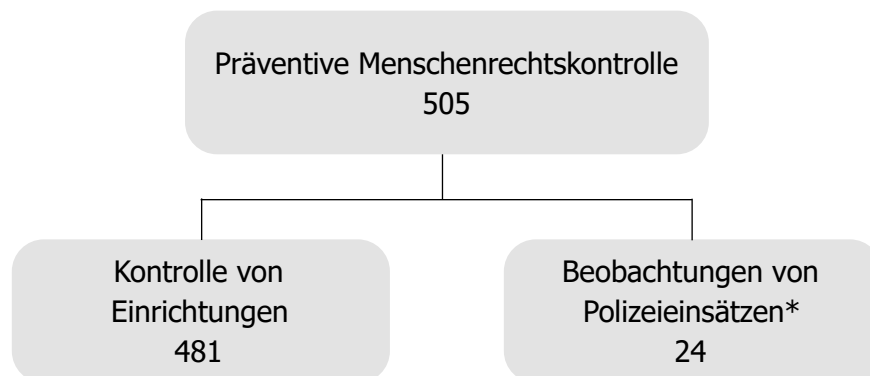 Präventive Menschenrechtskontrolle
505
Kontrolle von
Einrichtungen
481
Beobachtungen von
Polizeieinsätzen*
24